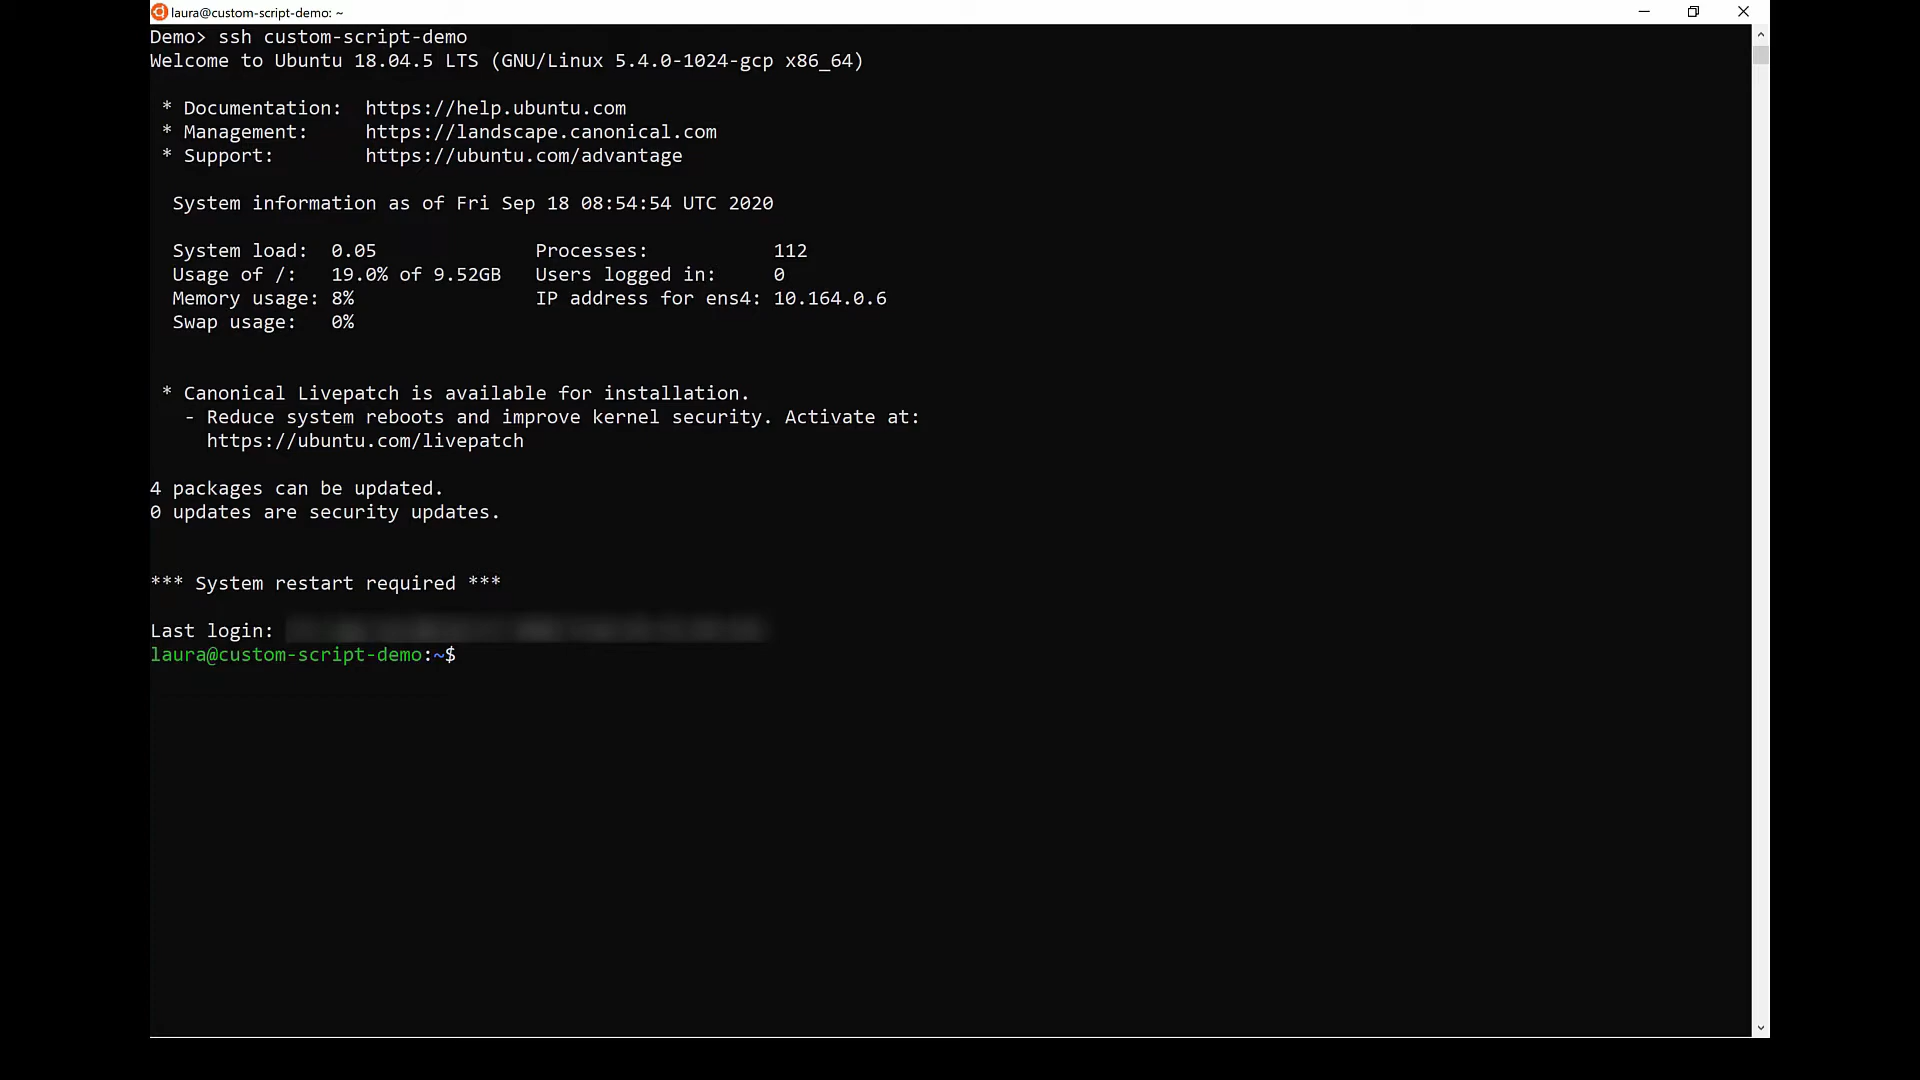 laura@custom-script-demo: ~
Demo> ssh custom-script-demo
Welcome to Ubuntu 18.04.5 LTS (GNU/Linux 5.4.0-1024-gcp x86_64)
* Documentation:  https://help.ubuntu.com
* Management:     https://landscape.canonical.com
* Support:        https://ubuntu.com/advantage
System information as of Fri Sep 18 08:54:54 UTC 2020
System load:  0.05              Processes:           112
Usage of /:   19.0% of 9.52GB   Users logged in:     0
Memory usage: 8%                IP address for ens4: 10.164.0.6
Swap usage:   0%
* Canonical Livepatch is available for installation.
- Reduce system reboots and improve kernel security. Activate at:
https://ubuntu.com/livepatch
4 packages can be updated.
0 updates are security updates.
*** System restart required ***
Last login:
laura@custom-script-demo:~$